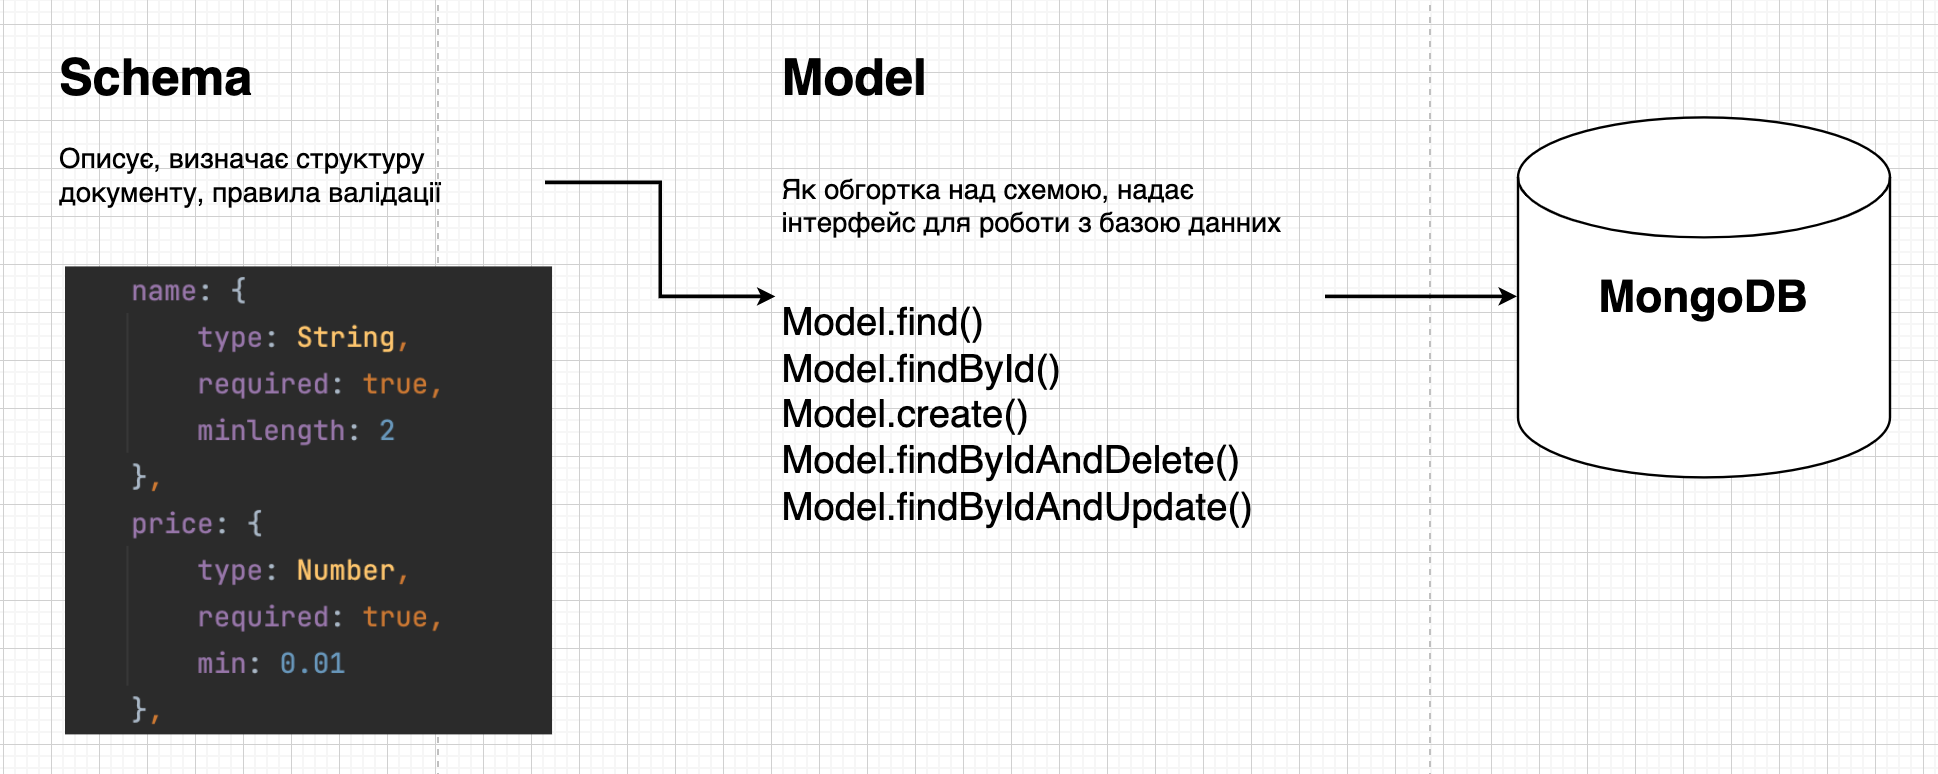 Schema
Описує, визначає структуру
документу, правила валідації
name: {
type: String,
required: true,
minlength: 2
},
price: {
type: Number,
required: true,
min: 0.01
},
Model
Як обгортка над схемою, надає
інтерфейс для роботи з базою данних
Model.find()
Model.findById()
Model.create()
Model.findByIdAndDelete()
Model.findByIdAndUpdate()
MongoDB